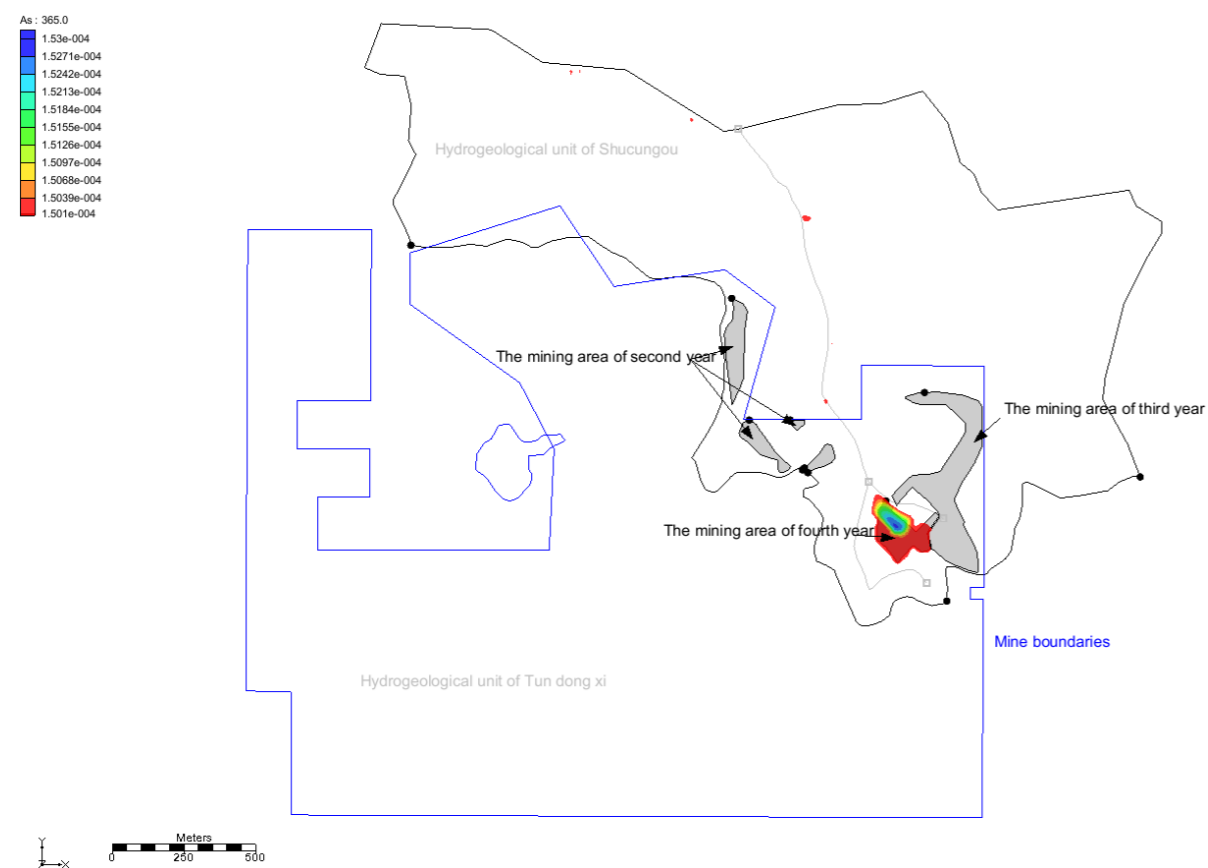 As : 365.0
1.53e-004
1.5271e-004
1.5242e-004
1.5213e-004
1.5184e-004
1.5155e-004
1.5126e-004
1.5097e-004
1.5068e-004
1.5039e-004
1.501e-004
Hydrogeological unit of Shucungou
The mining area of second year
The mining area of third year
The mining area of fourth year
Mine boundaries
Hydrogeological unit of Tun dong xi
Y
Z X
Meters
0 250 500